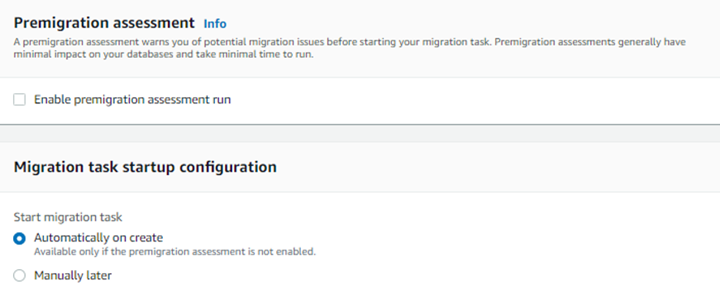 Premigration assessment Info
A premigration assessment warns you of potential migration issues before starting your migration task. Premigration assessments generally have
minimal impact on your databases and take minimal time to run.
Enable premigration assessment run
Migration task startup configuration
Start migration task
Automatically on create
Available only if the premigration assessment is not enabled.
Manually later